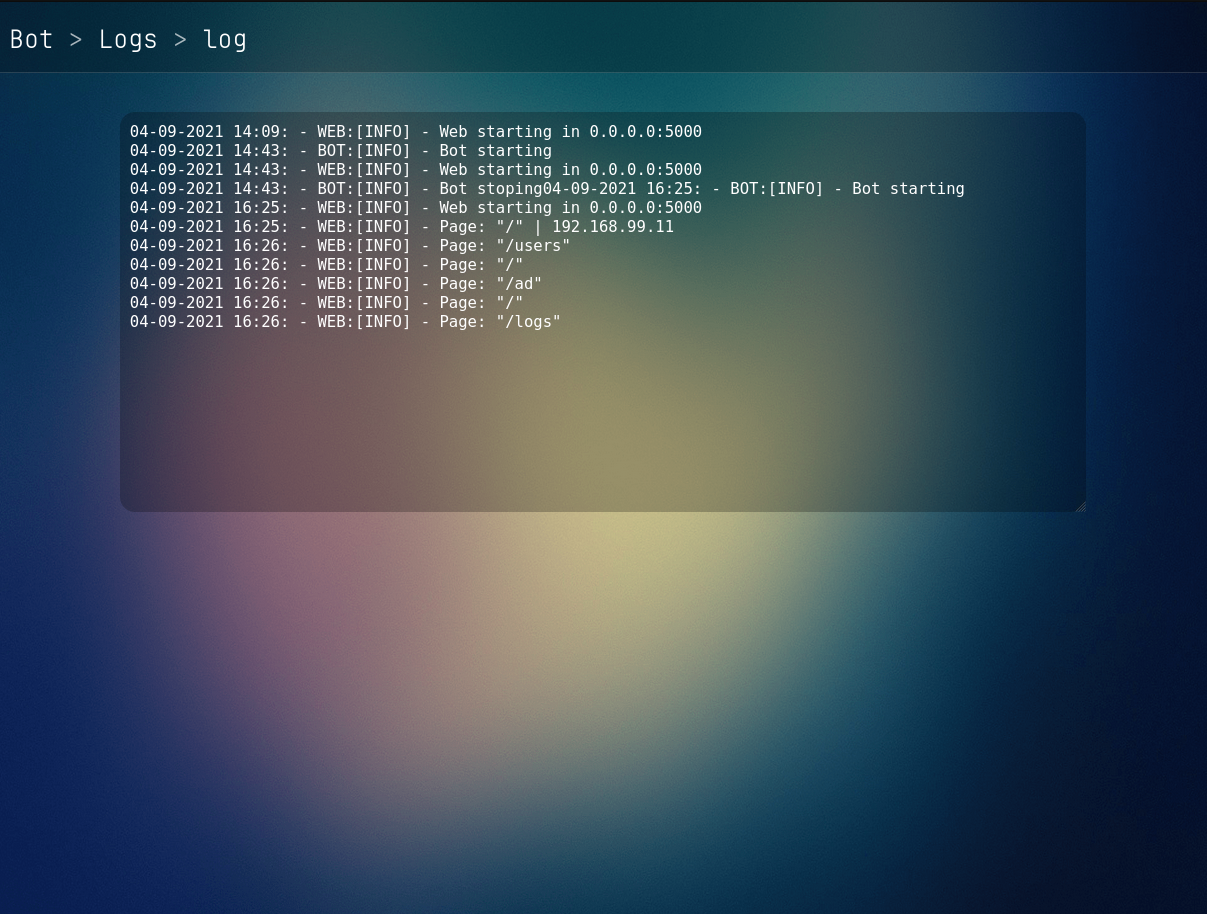 Bot > Logs > log
04-09-2021 14:09: - WEB:[INFO] - Web starting in 0.0.0.0:5000
04-09-2021 14:43: - BOT:[INFO] - Bot starting
04-09-2021 14:43: - WEB:[INFO] - Web starting in 0.0.0.0:5000
04-09-2021 14:43: - BOT:[INFO] - Bot stoping04-09-2021 16:25: - BOT:[INFO] - Bot starting
04-09-2021 16:25: - WEB:[INFO] - Web starting in 0.0.0.0:5000
04-09-2021 16:25: - WEB:[INFO] - Page: "/" | 192.168.99.11
04-09-2021 16:26: - WEB:[INFO] - Page: "/users"
04-09-2021 16:26: - WEB:[INFO] - Page: "/"
04-09-2021 16:26: - WEB:[INFO] - Page: "/ad"
04-09-2021 16:26: - WEB:[INFO] - Page: "/"
04-09-2021 16:26: - WEB:[INFO] - Page: "/logs"